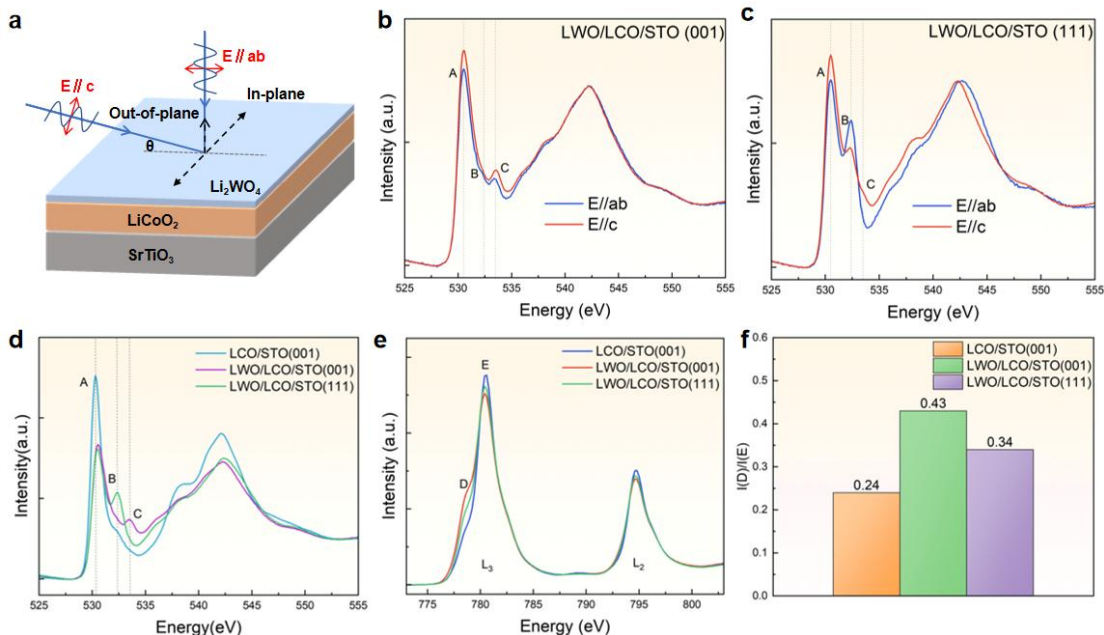 a
E // ab
E // c
In-plane
Out-of-plane
θ
Li₂WO₄
LiCoO₂
SrTiO₃
b
LWO/LCO/STO (001)
A
B
C
E//ab
E//c
Intensity (a.u.)
525 530 535 540 545 550 555
Energy (eV)
c
LWO/LCO/STO (111)
A
B
C
E//ab
E//c
Intensity (a.u.)
525 530 535 540 545 550 555
Energy (eV)
d
LCO/STO(001)
LWO/LCO/STO(001)
LWO/LCO/STO(111)
A
B
C
Intensity(a.u.)
525 530 535 540 545 550 555
Energy(eV)
e
LCO/STO(001)
LWO/LCO/STO(001)
LWO/LCO/STO(111)
E
D
L₃
L₂
Intensity (a.u.)
775 780 785 790 795 800
Energy (eV)
f
LCO/STO(001)
LWO/LCO/STO(001)
LWO/LCO/STO(111)
0.6
0.5
0.4
0.3
0.2
0.1
0.0
I(D)/I(E)
0.24
0.43
0.34